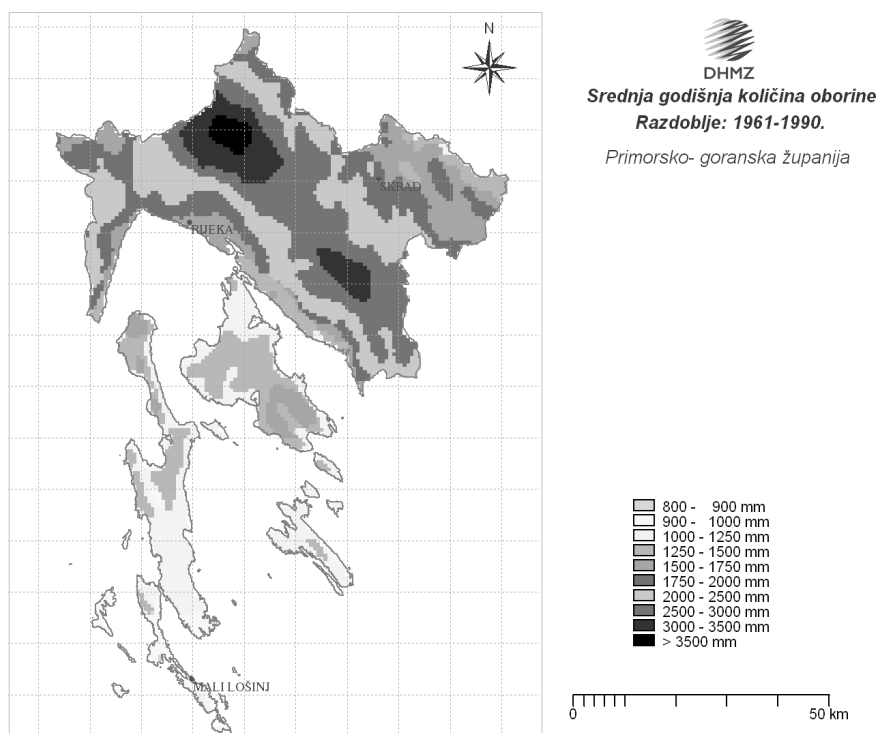 N
DHMZ
Srednja godišnja količina oborine
Razdoblje: 1961-1990.
Primorsko- goranska županija
SKRAD
RIJEKA
MALI LOŠINJ
800 - 900 mm
900 - 1000 mm
1000 - 1250 mm
1250 - 1500 mm
1500 - 1750 mm
1750 - 2000 mm
2000 - 2500 mm
2500 - 3000 mm
3000 - 3500 mm
> 3500 mm
0 50 km